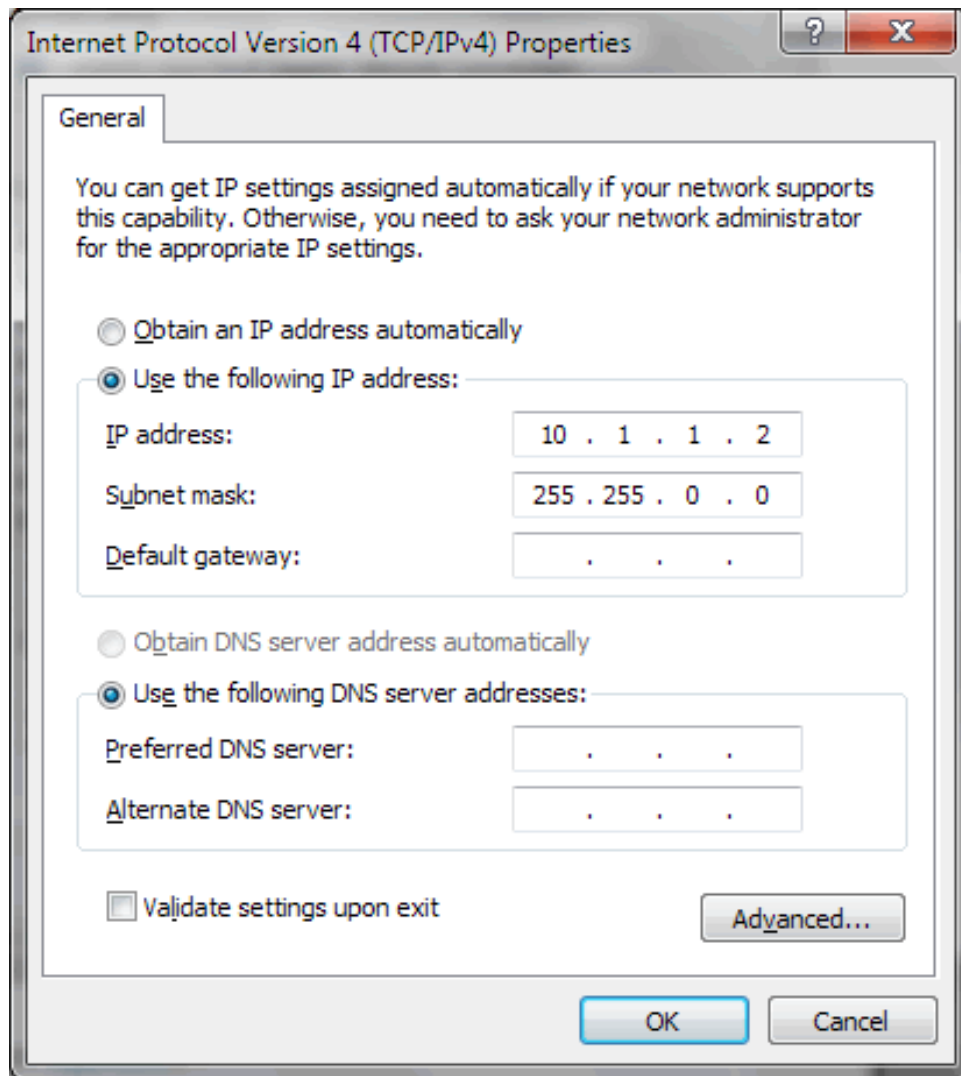 Internet Protocol Version 4 (TCP/IPv4) Properties
?
X
General
You can get IP settings assigned automatically if your network supports
this capability. Otherwise, you need to ask your network administrator
for the appropriate IP settings.
Obtain an IP address automatically
Use the following IP address:
IP address: 10 . 1 . 1 . 2
Subnet mask: 255 . 255 . 0 . 0
Default gateway: . . .
Obtain DNS server address automatically
Use the following DNS server addresses:
Preferred DNS server: . . .
Alternate DNS server: . . .
Validate settings upon exit
Advanced...
OK Cancel